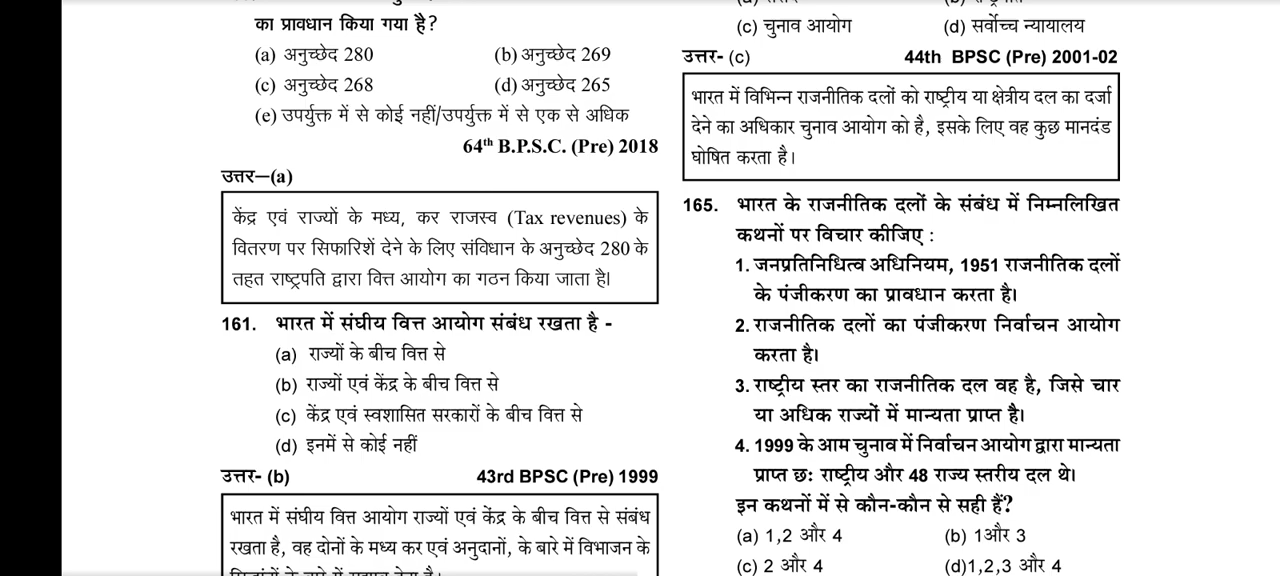 का प्रावधान किया गया है?
(a) अनुच्छेद 280 (b) अनुच्छेद 269
(c) अनुच्छेद 268 (d) अनुच्छेद 265
(e) उपर्युक्त में से कोई नहीं/उपर्युक्त में से एक से अधिक
64th B.P.S.C. (Pre) 2018
उत्तर—(a)
केंद्र एवं राज्यों के मध्य, कर राजस्व (Tax revenues) के
वितरण पर सिफारिशें देने के लिए संविधान के अनुच्छेद 280 के
तहत राष्ट्रपति द्वारा वित्त आयोग का गठन किया जाता है।
161. भारत में संघीय वित्त आयोग संबंध रखता है -
(a) राज्यों के बीच वित्त से
(b) राज्यों एवं केंद्र के बीच वित्त से
(c) केंद्र एवं स्वशासित सरकारों के बीच वित्त से
(d) इनमें से कोई नहीं
उत्तर- (b) 43rd BPSC (Pre) 1999
भारत में संघीय वित्त आयोग राज्यों एवं केंद्र के बीच वित्त से संबंध
रखता है, वह दोनों के मध्य कर एवं अनुदानों, के बारे में विभाजन के
(c) चुनाव आयोग (d) सर्वोच्च न्यायालय
उत्तर- (c) 44th BPSC (Pre) 2001-02
भारत में विभिन्न राजनीतिक दलों को राष्ट्रीय या क्षेत्रीय दल का दर्जा
देने का अधिकार चुनाव आयोग को है, इसके लिए वह कुछ मानदंड
घोषित करता है।
165. भारत के राजनीतिक दलों के संबंध में निम्नलिखित
कथनों पर विचार कीजिए :
1. जनप्रतिनिधित्व अधिनियम, 1951 राजनीतिक दलों
के पंजीकरण का प्रावधान करता है।
2. राजनीतिक दलों का पंजीकरण निर्वाचन आयोग
करता है।
3. राष्ट्रीय स्तर का राजनीतिक दल वह है, जिसे चार
या अधिक राज्यों में मान्यता प्राप्त है।
4. 1999 के आम चुनाव में निर्वाचन आयोग द्वारा मान्यता
प्राप्त छः राष्ट्रीय और 48 राज्य स्तरीय दल थे।
इन कथनों में से कौन-कौन से सही हैं?
(a) 1,2 और 4 (b) 1और 3
(c) 2 और 4 (d)1,2,3 और 4